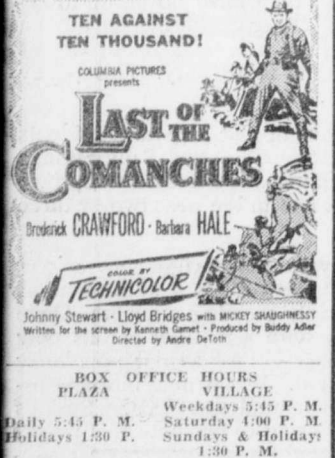 TEN AGAINST
TEN THOUSAND!
COLUMBIA PICTURES
presents
LAST OF THE
COMANCHES
Broderick CRAWFORD · Barbara HALE
COLOR BY
TECHNICOLOR
Johnny Stewart · Lloyd Bridges with MICKEY SHAUGHNESSY
Written for the screen by Kenneth Gamet · Produced by Buddy Adler
Directed by Andre DeToth
BOX OFFICE HOURS
PLAZA VILLAGE
Weekdays 5:45 P. M.
Daily 5:45 P. M. Saturday 4:00 P. M.
Holidays 1:30 P. Sundays & Holidays
1:30 P. M.